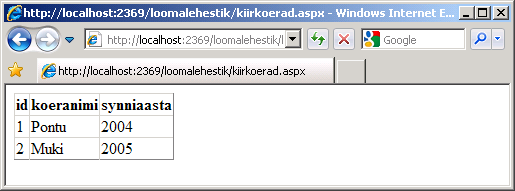 http://localhost:2369/loomalehestik/kiirkoerad.aspx - Windows Internet E...
http://localhost:2369/loomalehestik/l
Google
http://localhost:2369/loomalehestik/kiirkoerad.aspx
id koeranimi synniaasta
1 Pontu 2004
2 Muki 2005